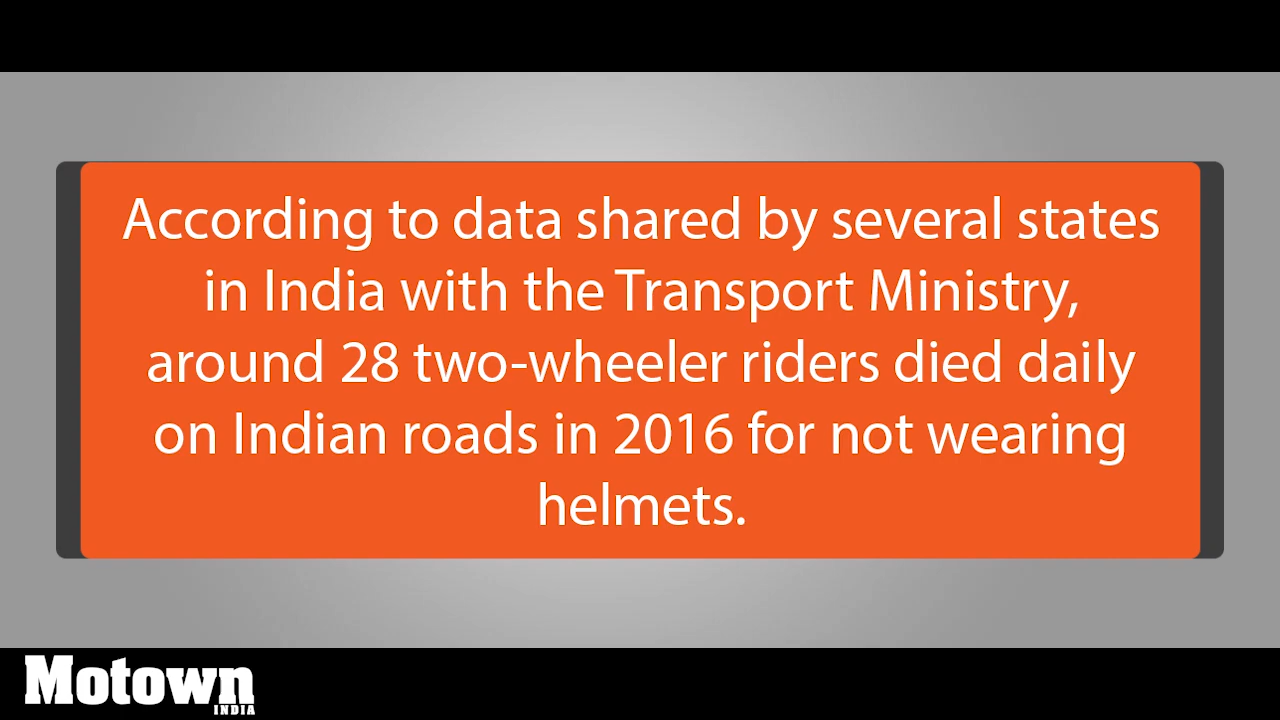 According to data shared by several states
in India with the Transport Ministry,
around 28 two-wheeler riders died daily
on Indian roads in 2016 for not wearing
helmets.
Motown
INDIA